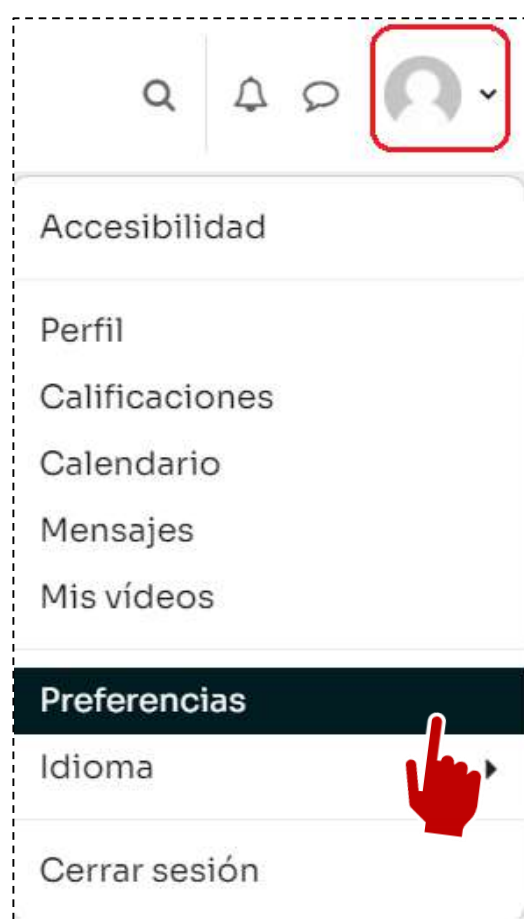 Accesibilidad
Perfil
Calificaciones
Calendario
Mensajes
Mis vídeos
Preferencias
Idioma
Cerrar sesión